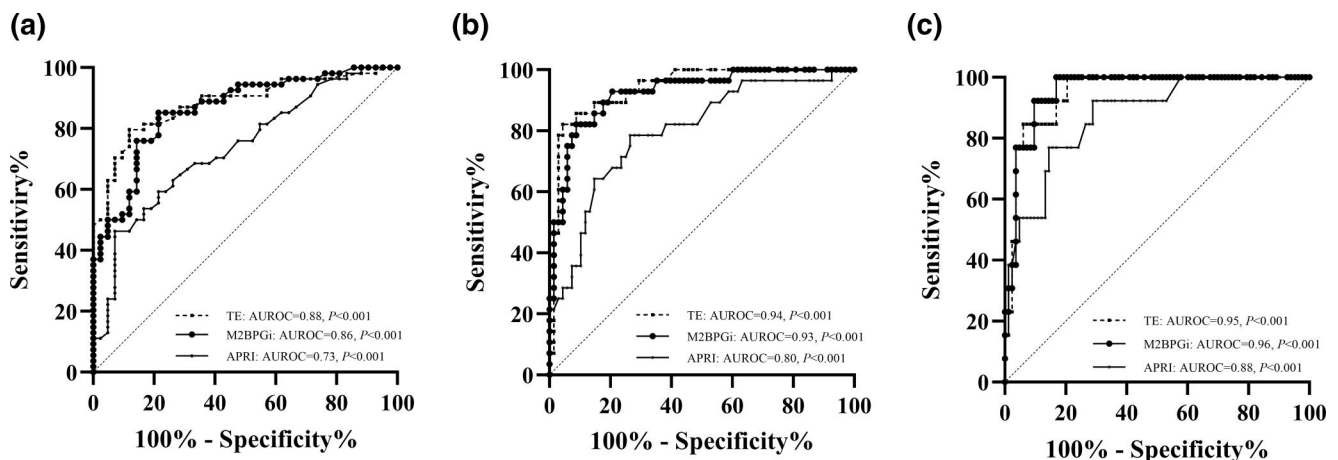 (a)
Sensitiviry%
100
80
60
40
20
0
TE: AUROC=0.88, P<0.001
M2BPGi: AUROC=0.86, P<0.001
APRI: AUROC=0.73, P<0.001
0 20 40 60 80 100
100% - Specificity%
(b)
Sensitiviry%
100
80
60
40
20
0
TE: AUROC=0.94, P<0.001
M2BPGi: AUROC=0.93, P<0.001
APRI: AUROC=0.80, P<0.001
0 20 40 60 80 100
100% - Specificity%
(c)
Sensitiviry%
100
80
60
40
20
0
TE: AUROC=0.95, P<0.001
M2BPGi: AUROC=0.96, P<0.001
APRI: AUROC=0.88, P<0.001
0 20 40 60 80 100
100% - Specificity%